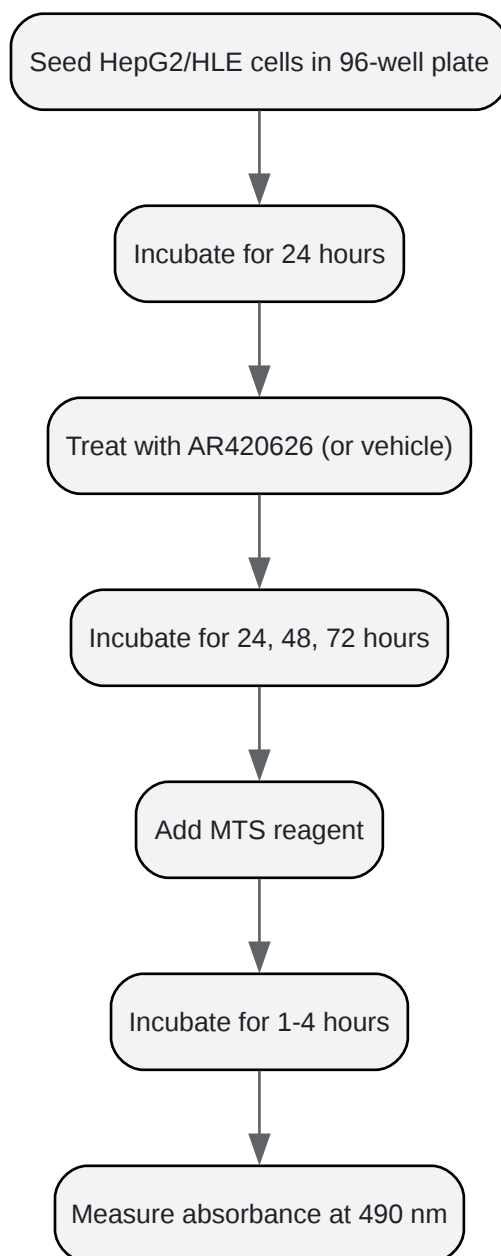 Seed HepG2/HLE cells in 96-well plate
Incubate for 24 hours
Treat with AR420626 (or vehicle)
Incubate for 24, 48, 72 hours
Add MTS reagent
Incubate for 1-4 hours
Measure absorbance at 490 nm